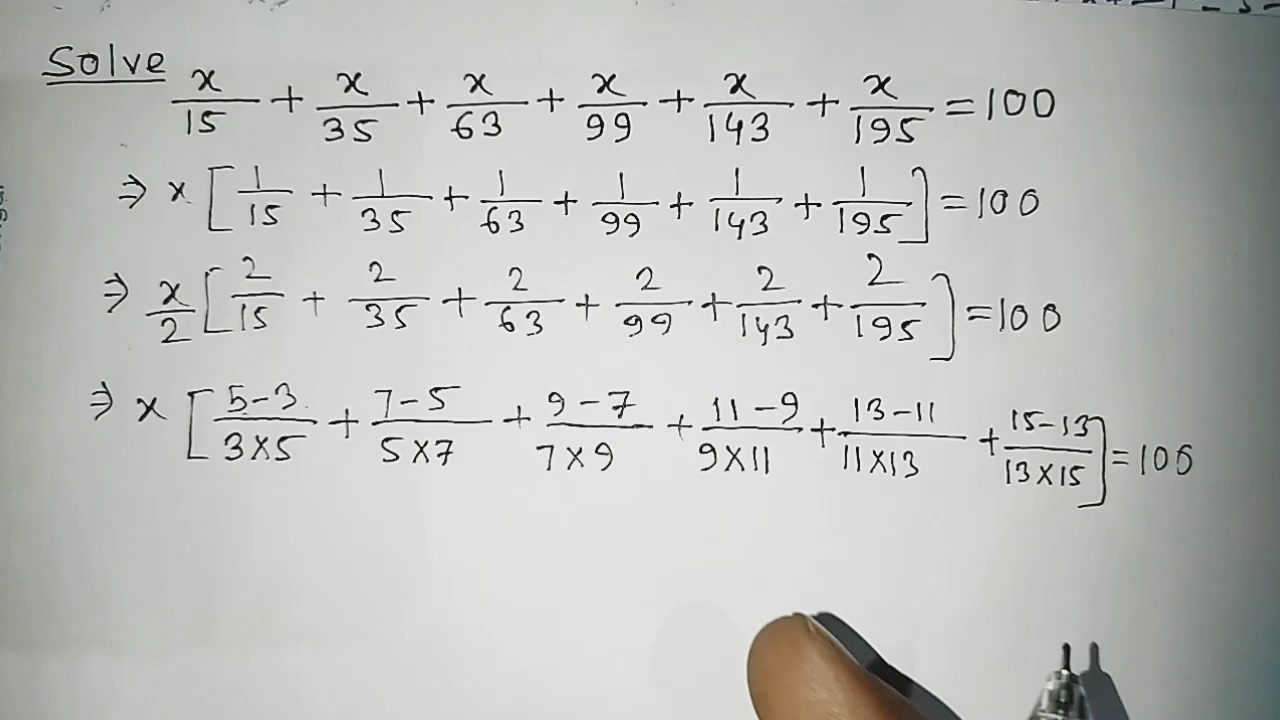 Solve x/15 + x/35 + x/63 + x/99 + x/143 + x/195 = 100
⇒ x [ 1/15 + 1/35 + 1/63 + 1/99 + 1/143 + 1/195 ] = 100
⇒ x/2 [ 2/15 + 2/35 + 2/63 + 2/99 + 2/143 + 2/195 ] = 100
⇒ x [ 5-3/3×5 + 7-5/5×7 + 9-7/7×9 + 11-9/9×11 + 13-11/11×13 + 15-13/13×15 ] = 100